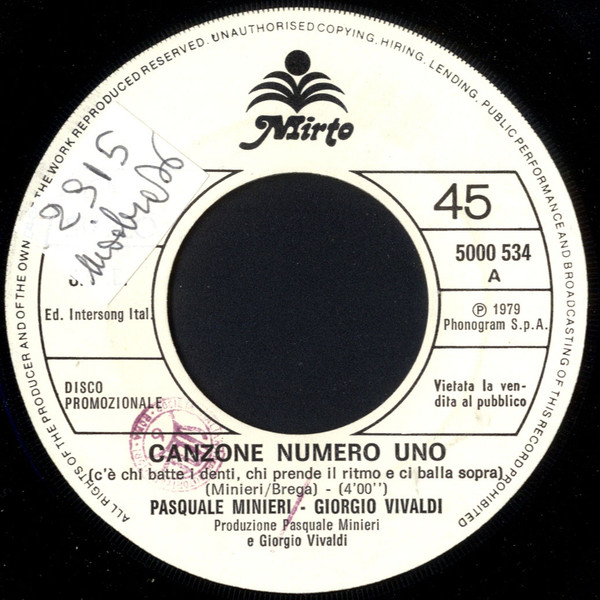 ALL RIGHTS OF THE PRODUCER AND OF THE OWN
THE WORK REPRODUCED RESERVED. UNAUTHORISED COPYING, HIRING, LENDING, PUBLIC PERFORMANCE AND BROADCASTING OF THIS RECORD PROHIBITED
Mirto
2915
45
5000 534
A
Ed. Intersong Ital.
Ⓟ 1979
Phonogram S.p.A.
DISCO
PROMOZIONALE
Vietata la ven-
dita al pubblico
CANZONE NUMERO UNO
(c'è chi batte i denti, chi prende il ritmo e ci balla sopra)
(Minieri/Brega) - (4'00'')
PASQUALE MINIERI - GIORGIO VIVALDI
Produzione Pasquale Minieri
e Giorgio Vivaldi